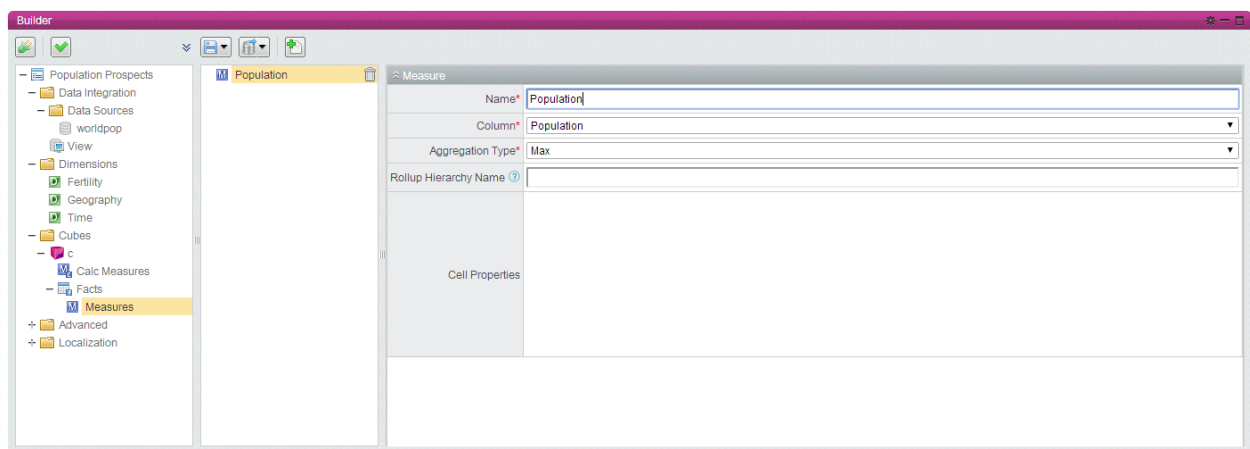 Builder
Population Prospects
Data Integration
Data Sources
worldpop
View
Dimensions
Fertility
Geography
Time
Cubes
c
Calc Measures
Facts
Measures
Advanced
Localization
Population
Measure
Name* Population
Column* Population
Aggregation Type* Max
Rollup Hierarchy Name ?
Cell Properties